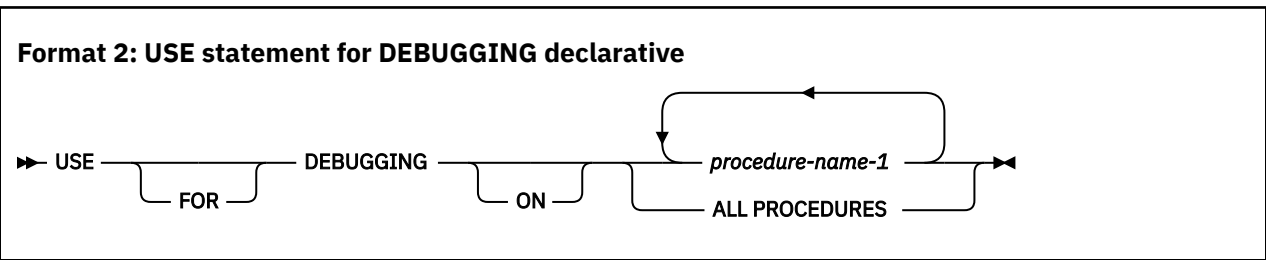 Format 2: USE statement for DEBUGGING declarative
USE DEBUGGING procedure-name-1
FOR ON ALL PROCEDURES